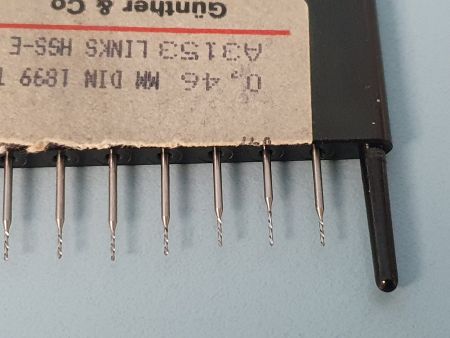 0,46 MM DIN 1899
A3153 LINKS HSS-E
Günther & Co